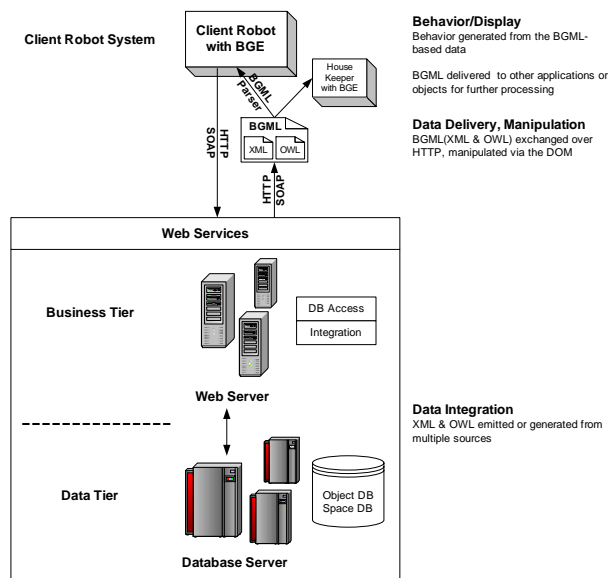 Client Robot System
Client Robot
with BGE
House
Keeper
with BGE
BGML
Parser
BGML
XML
OWL
HTTP
SOAP
HTTP
SOAP
Behavior/Display
Behavior generated from the BGML-
based data
BGML delivered to other applications or
objects for further processing
Data Delivery, Manipulation
BGML(XML & OWL) exchanged over
HTTP, manipulated via the DOM
Web Services
Business Tier
DB Access
Integration
Web Server
Data Integration
XML & OWL emitted or generated from
multiple sources
Data Tier
Object DB
Space DB
Database Server